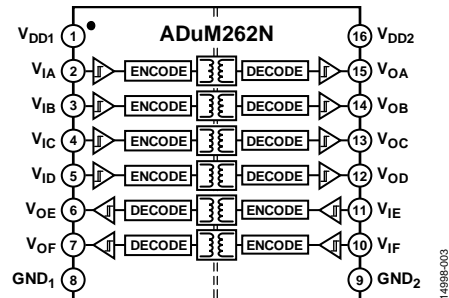 ADuM262N
VDD1 1 16 VDD2
VIA 2 ENCODE DECODE 15 VOA
VIB 3 ENCODE DECODE 14 VOB
VIC 4 ENCODE DECODE 13 VOC
VID 5 ENCODE DECODE 12 VOD
VOE 6 DECODE ENCODE 11 VIE
VOF 7 DECODE ENCODE 10 VIF
GND1 8 9 GND2
14998-003